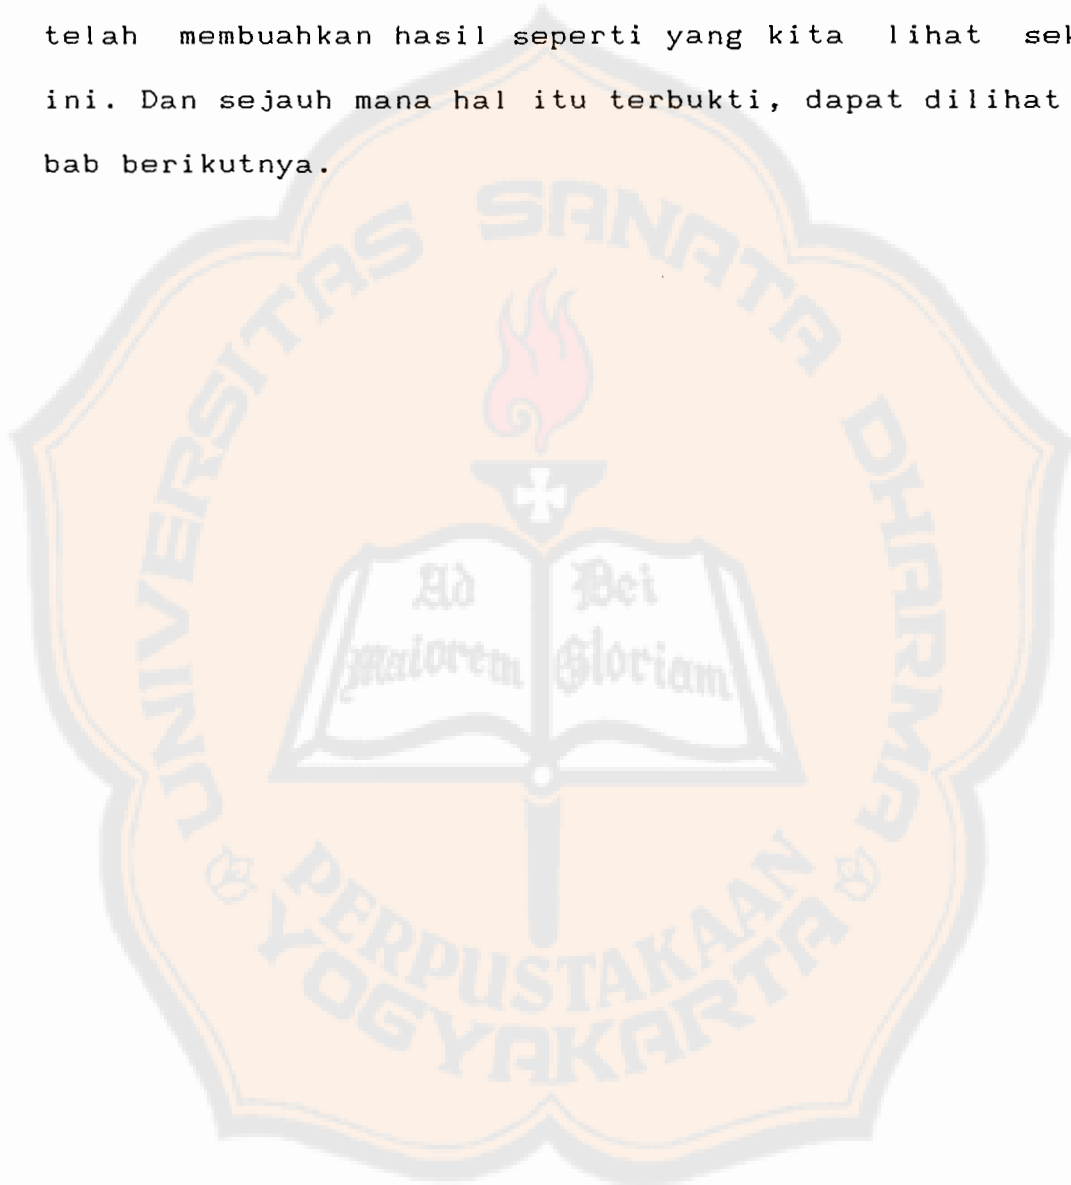 telah membuahkan hasil seperti yang kita lihat sek
ini. Dan sejauh mana hal itu terbukti, dapat dilihat
bab berikutnya.
UNIVERSITAS SANATA DHARMA
Ad Dei
Maiorem Gloriam
PERPUSTAKAAN
YOGYAKARTA